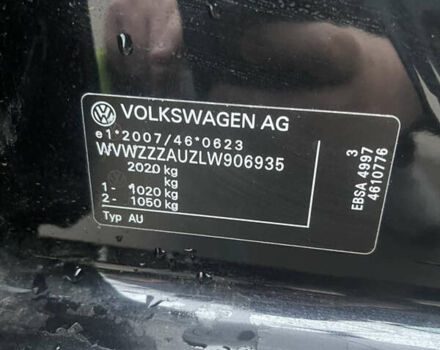 VOLKSWAGEN AG
e1*2007/46*0623
WVWZZZAUZLW906935
2020 kg
kg
1- 1020 kg
2- 1050 kg
Typ AU
3
EBSA 4997
4610776